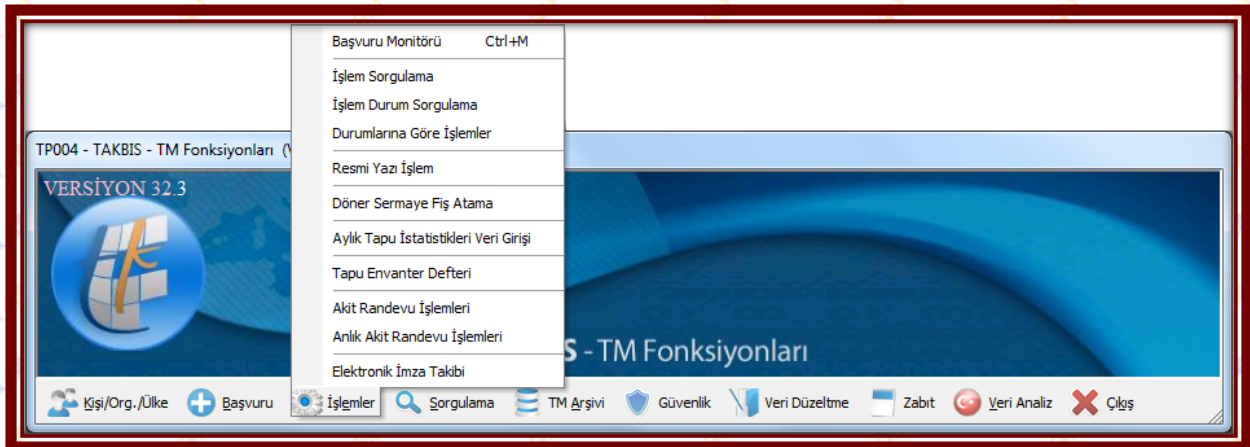 Başvuru Monitörü Ctrl+M
İşlem Sorgulama
İşlem Durum Sorgulama
Durumlarına Göre İşlemler
Resmi Yazı İşlem
Döner Sermaye Fiş Atama
Aylık Tapu İstatistikleri Veri Girişi
Tapu Envanter Defteri
Akit Randevu İşlemleri
Anlık Akit Randevu İşlemleri
Elektronik İmza Takibi
TP004 - TAKBIS - TM Fonksiyonları (V
VERSİYON 32.3
S - TM Fonksiyonları
Kişi/Org./Ülke Başvuru İşlemler Sorgulama TM Arşivi Güvenlik Veri Düzeltme Zabıt Veri Analiz Çıkış